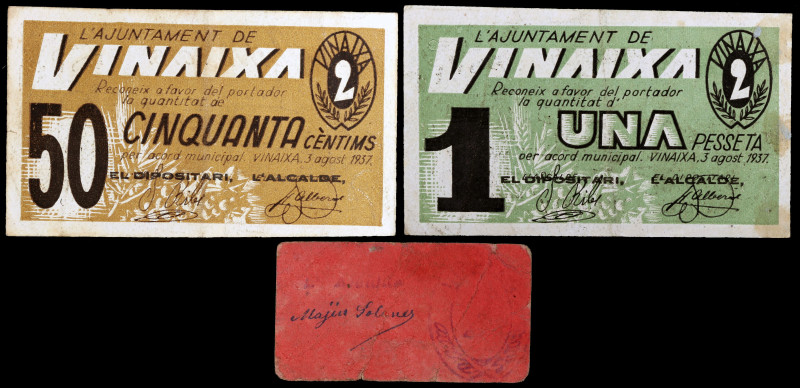 L'AJUNTAMENT DE
VINAIXA
VINAIXA
2
Reconeix a favor del portador
la quantitat de
50 CINQUANTA CÈNTIMS
per acord municipal. VINAIXA, 3 agost 1937.
EL DIPOSITARI, L'ALCALDE,
L'AJUNTAMENT DE
VINAIXA
VINAIXA
2
Reconeix a favor del portador
la quantitat d'
1 UNA PESSETA
per acord municipal. VINAIXA, 3 agost 1937.
EL DIPOSITARI, L'ALCALDE,